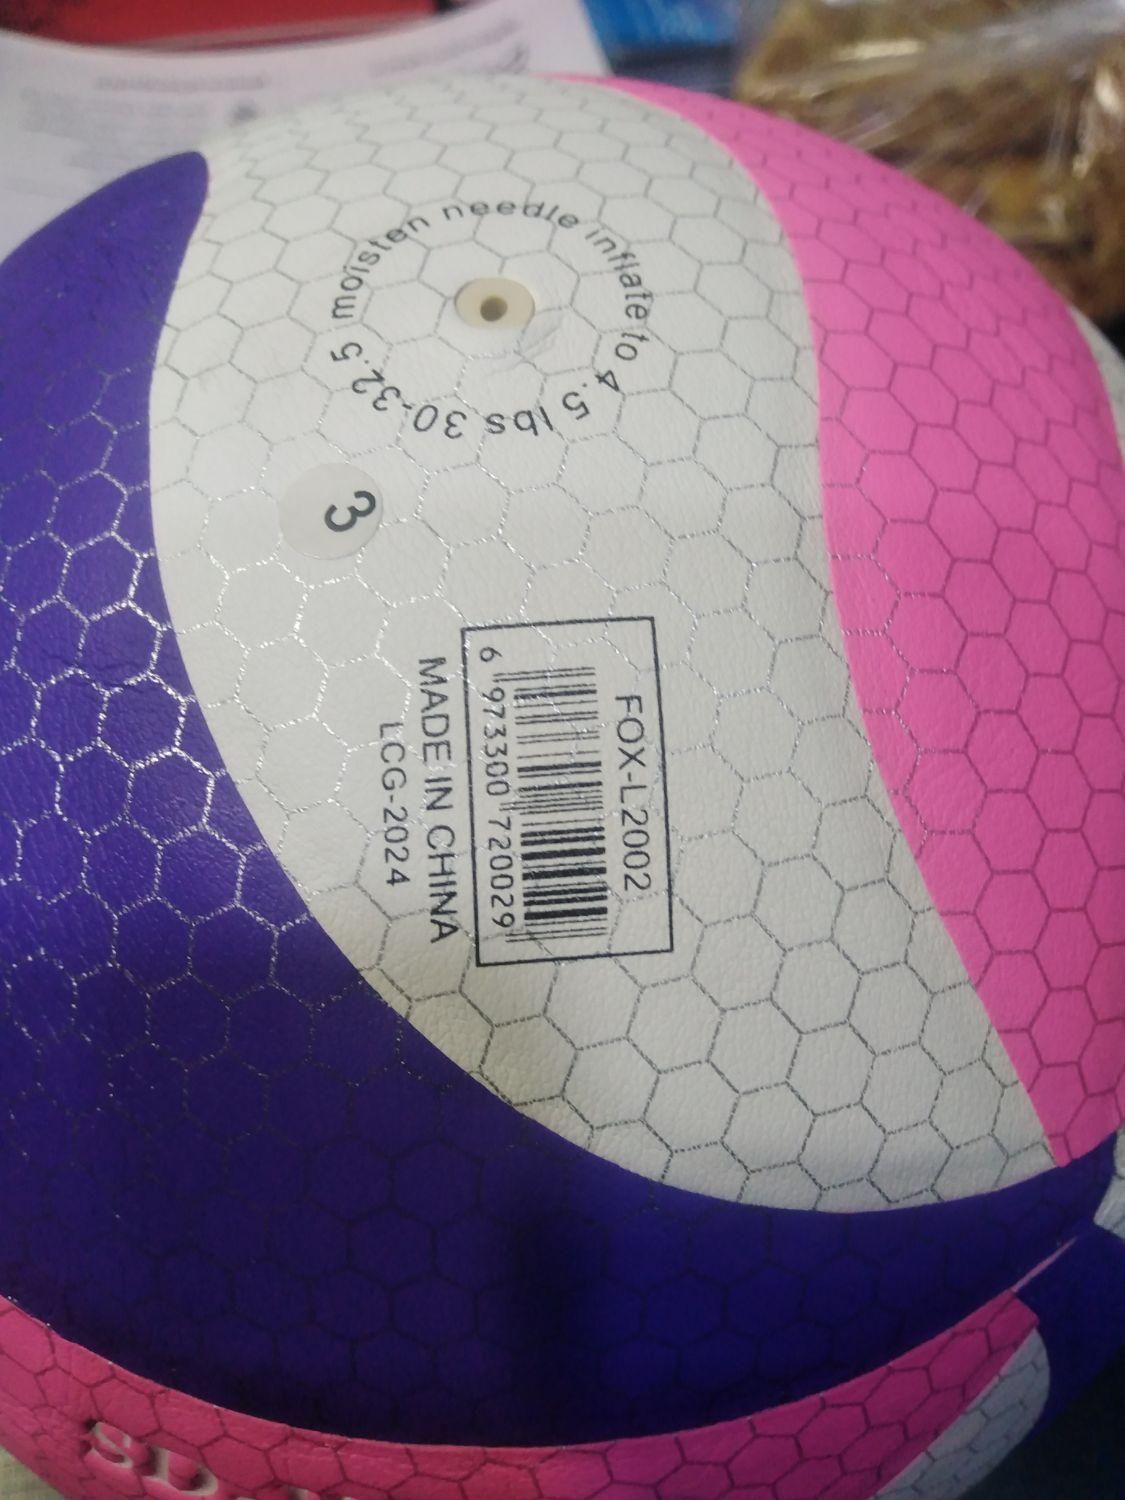 moisten needle inflate to 4.5 lbs 30-32.5
3
FOX-L2002
6 973300 720029
MADE IN CHINA
LCG-2024